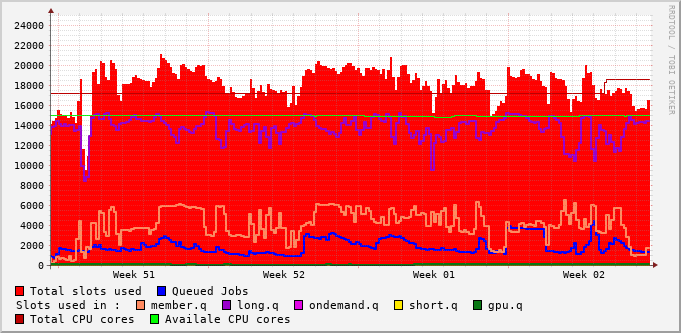 24000
22000
20000
18000
16000
14000
12000
10000
8000
6000
4000
2000
0
Week 51 Week 52 Week 01 Week 02
RRDTOOL / TOBI OETIKER
Total slots used Queued Jobs
Slots used in : member.q long.q ondemand.q short.q gpu.q
Total CPU cores Availale CPU cores